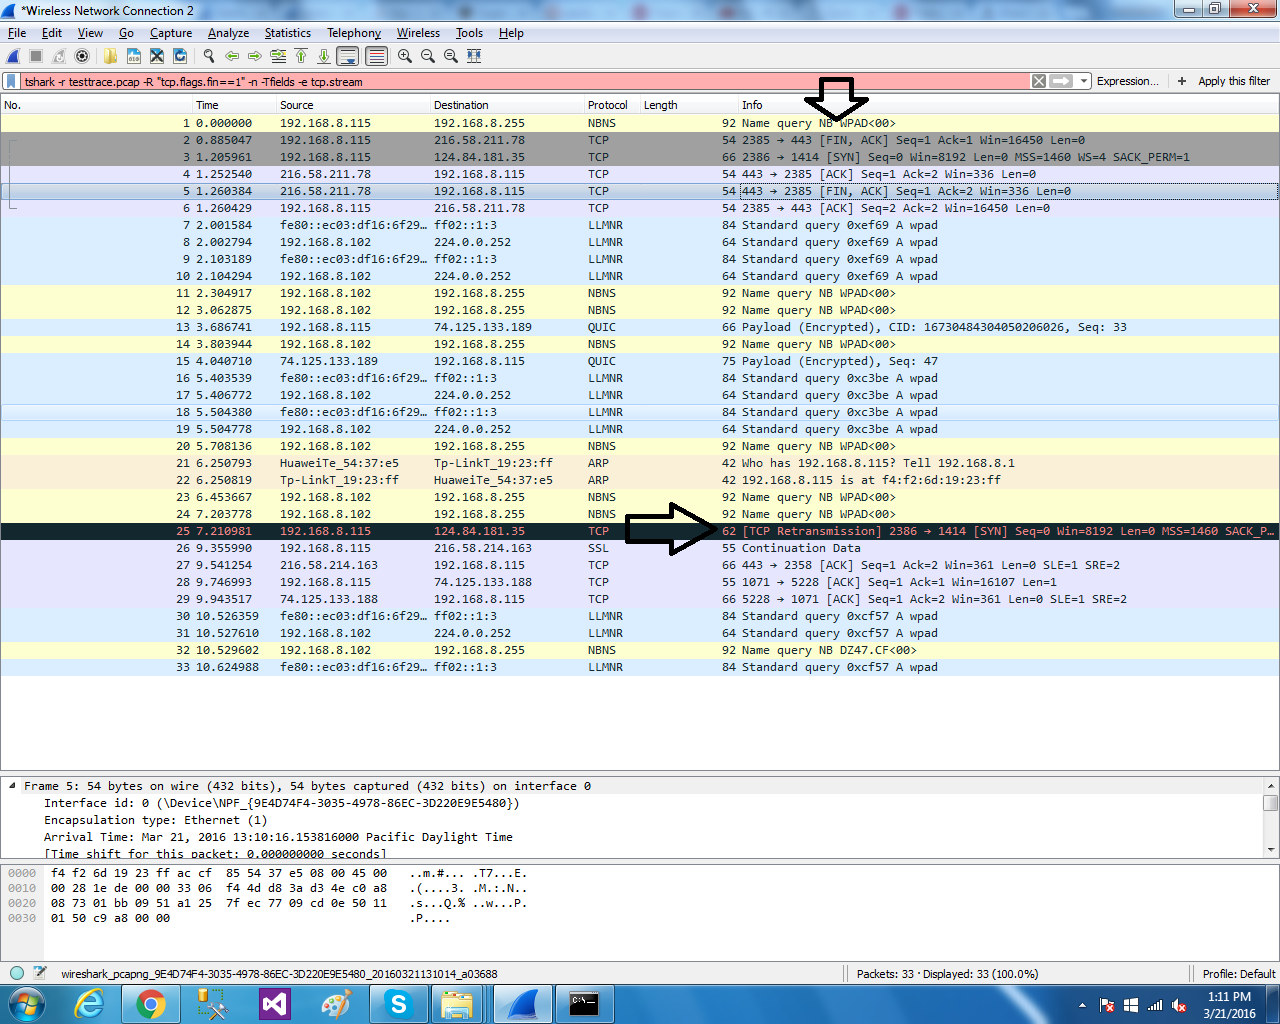 *Wireless Network Connection 2
File Edit View Go Capture Analyze Statistics Telephony Wireless Tools Help
tshark -r testtrace.pcap -R "tcp.flags.fin==1" -n -Tfields -e tcp.stream Expression... + Apply this filter
No. Time Source Destination Protocol Length Info
1 0.000000 192.168.8.115 192.168.8.255 NBNS 92 Name query NB WPAD<00>
2 0.885047 192.168.8.115 216.58.211.78 TCP 54 2385 → 443 [FIN, ACK] Seq=1 Ack=1 Win=16450 Len=0
3 1.205961 192.168.8.115 124.84.181.35 TCP 66 2386 → 1414 [SYN] Seq=0 Win=8192 Len=0 MSS=1460 WS=4 SACK_PERM=1
4 1.252540 216.58.211.78 192.168.8.115 TCP 54 443 → 2385 [ACK] Seq=1 Ack=2 Win=336 Len=0
5 1.260384 216.58.211.78 192.168.8.115 TCP 54 443 → 2385 [FIN, ACK] Seq=1 Ack=2 Win=336 Len=0
6 1.260429 192.168.8.115 216.58.211.78 TCP 54 2385 → 443 [ACK] Seq=2 Ack=2 Win=16450 Len=0
7 2.001584 fe80::ec03:df16:6f29… ff02::1:3 LLMNR 84 Standard query 0xef69 A wpad
8 2.002794 192.168.8.102 224.0.0.252 LLMNR 64 Standard query 0xef69 A wpad
9 2.103189 fe80::ec03:df16:6f29… ff02::1:3 LLMNR 84 Standard query 0xef69 A wpad
10 2.104294 192.168.8.102 224.0.0.252 LLMNR 64 Standard query 0xef69 A wpad
11 2.304917 192.168.8.102 192.168.8.255 NBNS 92 Name query NB WPAD<00>
12 3.062875 192.168.8.102 192.168.8.255 NBNS 92 Name query NB WPAD<00>
13 3.686741 192.168.8.115 74.125.133.189 QUIC 66 Payload (Encrypted), CID: 16730484304050206026, Seq: 33
14 3.803944 192.168.8.102 192.168.8.255 NBNS 92 Name query NB WPAD<00>
15 4.040710 74.125.133.189 192.168.8.115 QUIC 75 Payload (Encrypted), Seq: 47
16 5.403539 fe80::ec03:df16:6f29… ff02::1:3 LLMNR 84 Standard query 0xc3be A wpad
17 5.406772 192.168.8.102 224.0.0.252 LLMNR 64 Standard query 0xc3be A wpad
18 5.504380 fe80::ec03:df16:6f29… ff02::1:3 LLMNR 84 Standard query 0xc3be A wpad
19 5.504778 192.168.8.102 224.0.0.252 LLMNR 64 Standard query 0xc3be A wpad
20 5.708136 192.168.8.102 192.168.8.255 NBNS 92 Name query NB WPAD<00>
21 6.250793 HuaweiTe_54:37:e5 Tp-LinkT_19:23:ff ARP 42 Who has 192.168.8.115? Tell 192.168.8.1
22 6.250819 Tp-LinkT_19:23:ff HuaweiTe_54:37:e5 ARP 42 192.168.8.115 is at f4:f2:6d:19:23:ff
23 6.453667 192.168.8.102 192.168.8.255 NBNS 92 Name query NB WPAD<00>
24 7.203778 192.168.8.102 192.168.8.255 NBNS 92 Name query NB WPAD<00>
25 7.210981 192.168.8.115 124.84.181.35 TCP 62 [TCP Retransmission] 2386 → 1414 [SYN] Seq=0 Win=8192 Len=0 MSS=1460 SACK_P…
26 9.355990 192.168.8.115 216.58.214.163 SSL 55 Continuation Data
27 9.541254 216.58.214.163 192.168.8.115 TCP 66 443 → 2358 [ACK] Seq=1 Ack=2 Win=361 Len=0 SLE=1 SRE=2
28 9.746993 192.168.8.115 74.125.133.188 TCP 55 1071 → 5228 [ACK] Seq=1 Ack=1 Win=16107 Len=1
29 9.943517 74.125.133.188 192.168.8.115 TCP 66 5228 → 1071 [ACK] Seq=1 Ack=2 Win=361 Len=0 SLE=1 SRE=2
30 10.526359 fe80::ec03:df16:6f29… ff02::1:3 LLMNR 84 Standard query 0xcf57 A wpad
31 10.527610 192.168.8.102 224.0.0.252 LLMNR 64 Standard query 0xcf57 A wpad
32 10.529602 192.168.8.102 192.168.8.255 NBNS 92 Name query NB DZ47.CF<00>
33 10.624988 fe80::ec03:df16:6f29… ff02::1:3 LLMNR 84 Standard query 0xcf57 A wpad
Frame 5: 54 bytes on wire (432 bits), 54 bytes captured (432 bits) on interface 0
Interface id: 0 (\Device\NPF_{9E4D74F4-3035-4978-86EC-3D220E9E5480})
Encapsulation type: Ethernet (1)
Arrival Time: Mar 21, 2016 13:10:16.153816000 Pacific Daylight Time
[Time shift for this packet: 0.000000000 seconds]
0000 f4 f2 6d 19 23 ff ac cf 85 54 37 e5 08 00 45 00 ..m.#... .T7...E.
0010 00 28 1e de 00 00 33 06 f4 4d d8 3a d3 4e c0 a8 .(....3. .M.:.N..
0020 08 73 01 bb 09 51 a1 25 7f ec 77 09 cd 0e 50 11 .s...Q.% ..w...P.
0030 01 50 c9 a8 00 00 .P....
wireshark_pcapng_9E4D74F4-3035-4978-86EC-3D220E9E5480_20160321131014_a03688 Packets: 33 · Displayed: 33 (100.0%) Profile: Default
1:11 PM
3/21/2016